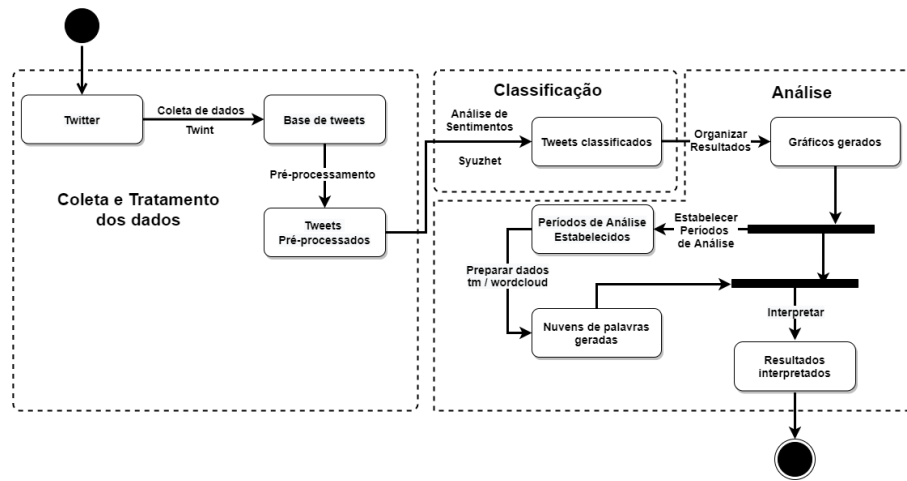 Classificação
Análise
Twitter
Coleta de dados
Twint
Base de tweets
Análise de
Sentimentos
Syuzhet
Tweets classificados
Organizar
Resultados
Gráficos gerados
Pré-processamento
Coleta e Tratamento
dos dados
Tweets
Pré-processados
Períodos de Análise
Estabelecidos
Estabelecer
Períodos
de Análise
Preparar dados
tm / wordcloud
Nuvens de palavras
geradas
Interpretar
Resultados
interpretados